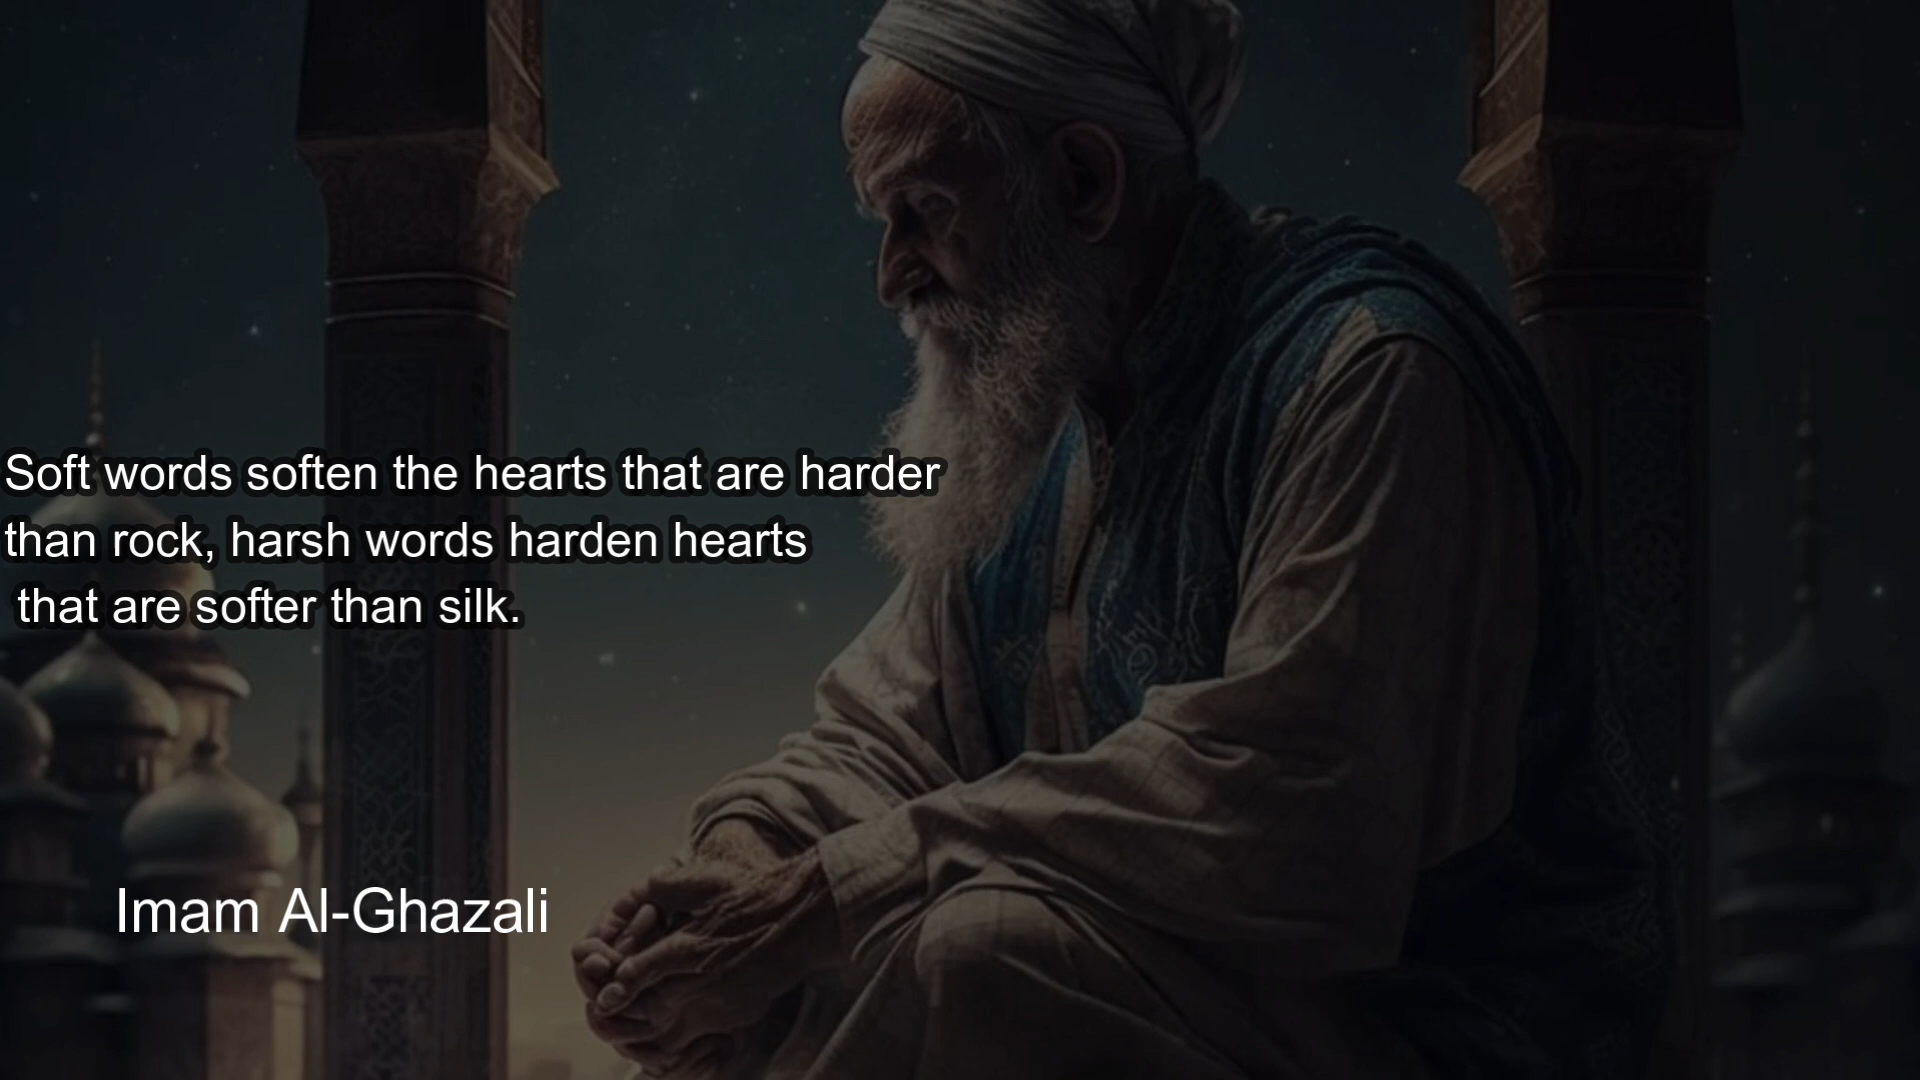 Soft words soften the hearts that are harder
than rock, harsh words harden hearts
that are softer than silk.
Imam Al-Ghazali